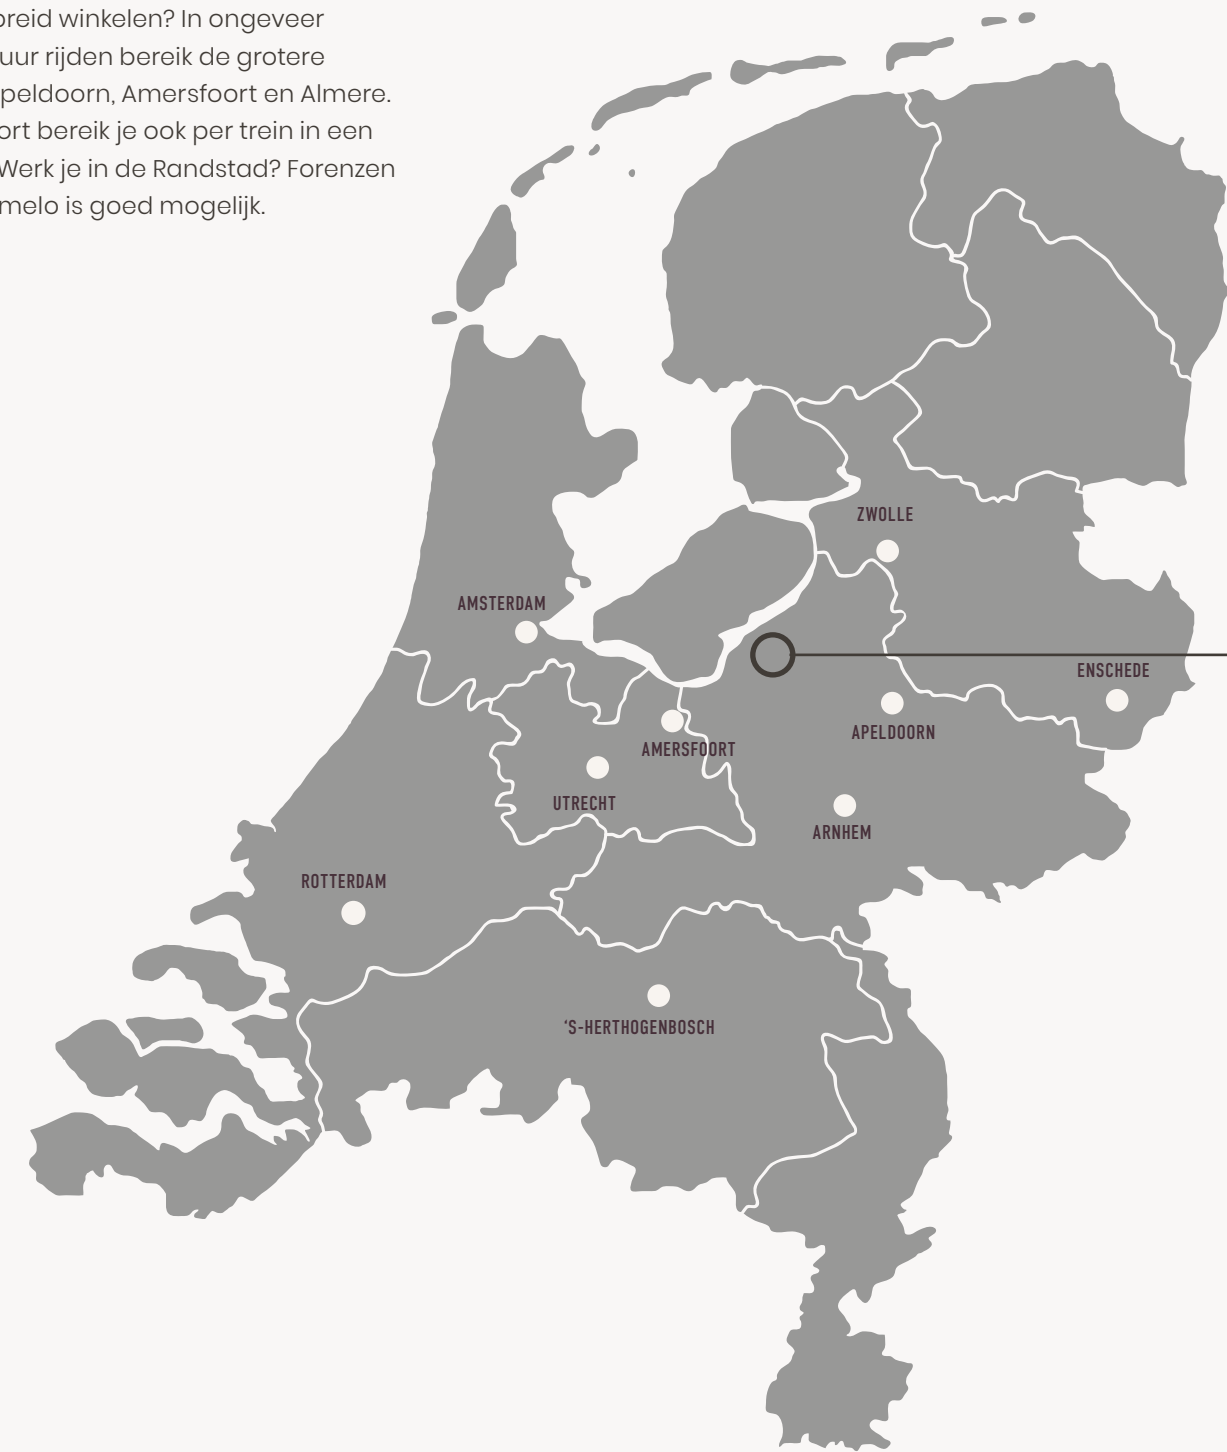 breid winkelen? In ongeveer
uur rijden bereik de grotere
peldoorn, Amersfoort en Almere.
ort bereik je ook per trein in een
Werk je in de Randstad? Forenzen
melo is goed mogelijk.
ZWOLLE
AMSTERDAM
ENSCHEDE
APELDOORN
AMERSFOORT
UTRECHT
ARNHEM
ROTTERDAM
‘S-HERTHOGENBOSCH